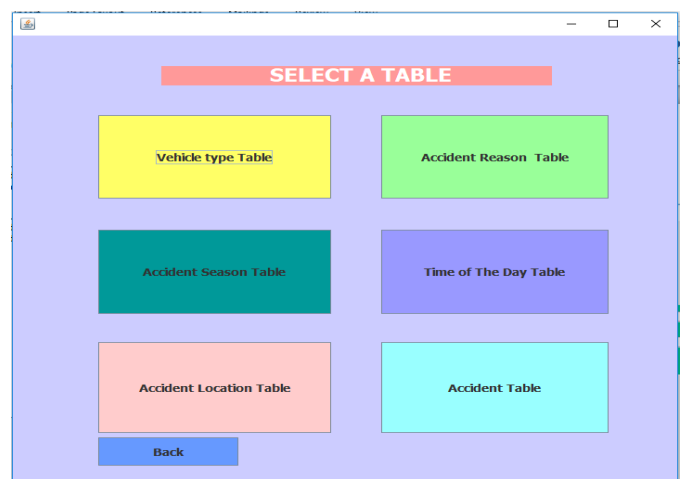 SELECT A TABLE
Vehicle type Table
Accident Reason  Table
Accident Season Table
Time of The Day Table
Accident Location Table
Accident Table
Back